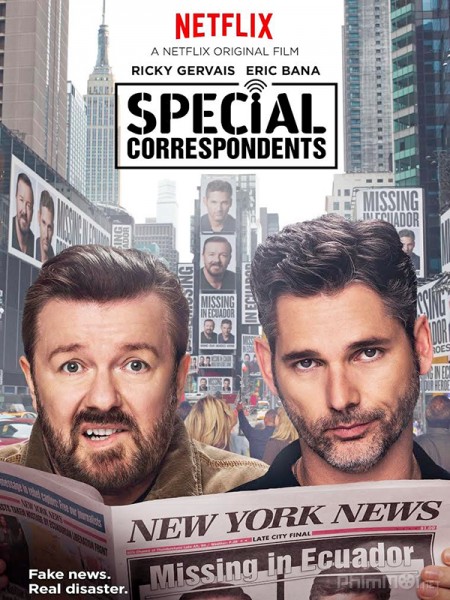 NETFLIX
A NETFLIX ORIGINAL FILM
RICKY GERVAIS ERIC BANA
SPECIAL
CORRESPONDENTS
MISSING
IN ECUADOR
MISSING
IN ECUADOR
NEW YORK NEWS
LATE CITY FINAL
Missing in Ecuador
Fake news.
Real disaster.